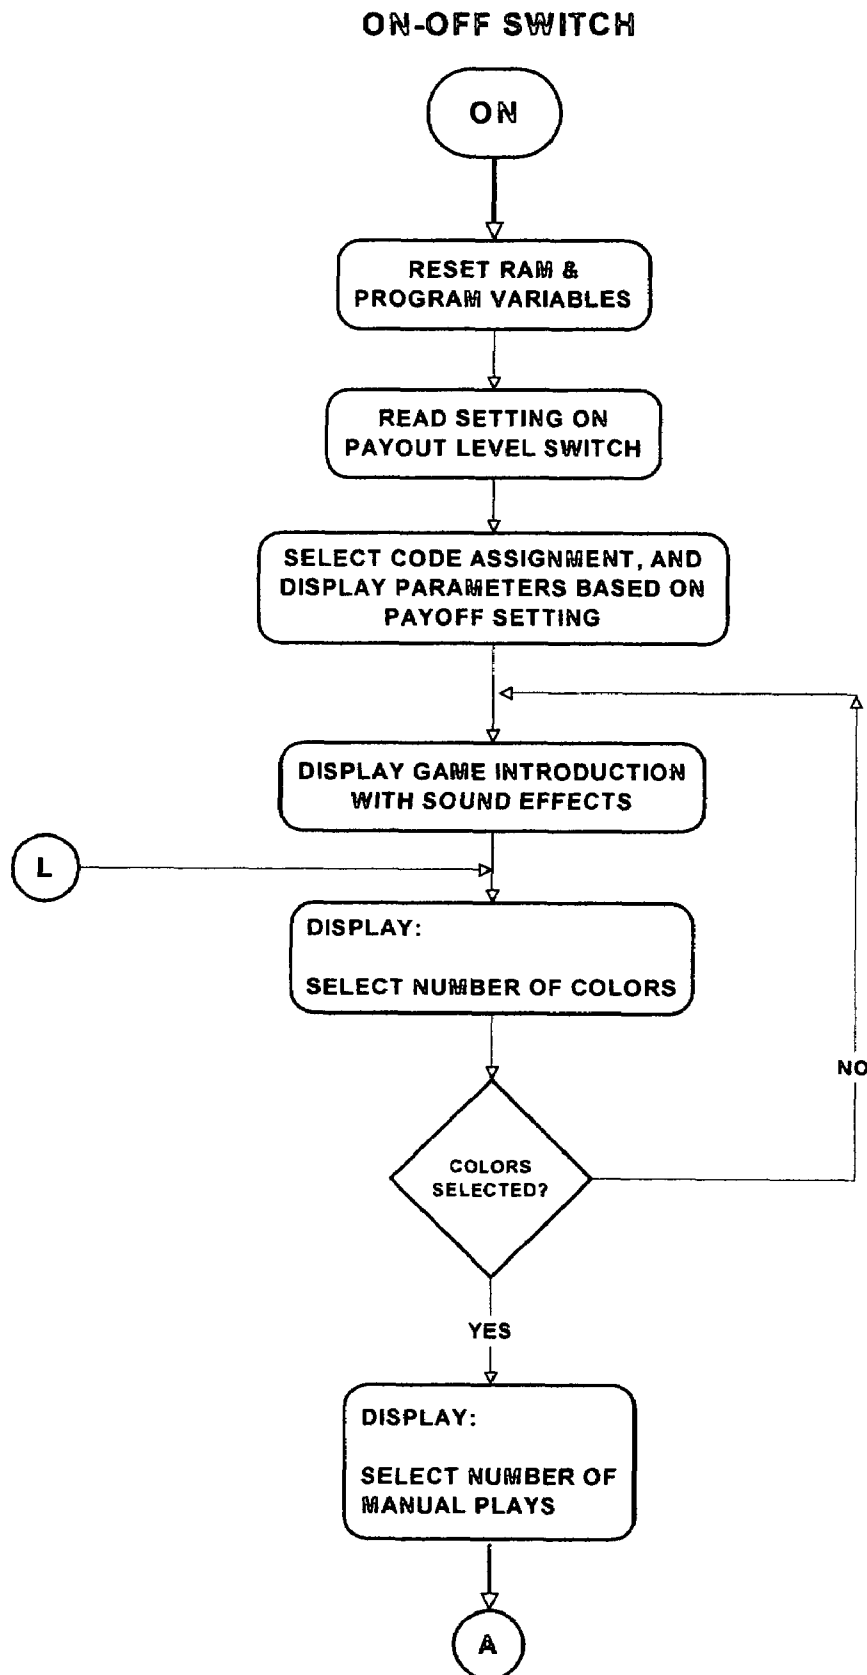 ON-OFF SWITCH
ON
RESET RAM &
PROGRAM VARIABLES
READ SETTING ON
PAYOUT LEVEL SWITCH
SELECT CODE ASSIGNMENT, AND
DISPLAY PARAMETERS BASED ON
PAYOFF SETTING
DISPLAY GAME INTRODUCTION
WITH SOUND EFFECTS
L
DISPLAY:
SELECT NUMBER OF COLORS
NO
COLORS
SELECTED?
YES
DISPLAY:
SELECT NUMBER OF
MANUAL PLAYS
A